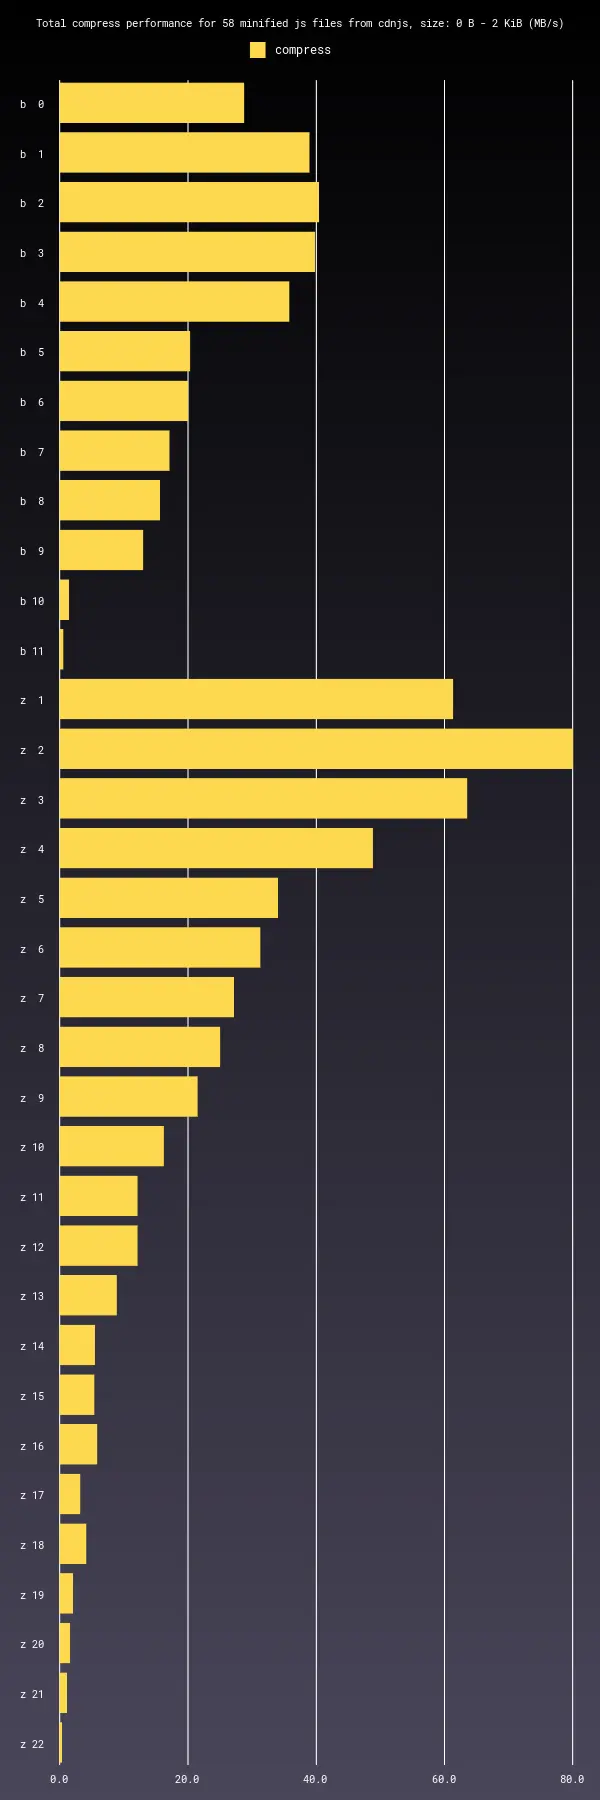 Total compress performance for 58 minified js files from cdnjs, size: 0 B - 2 KiB (MB/s)
compress
b 0
b 1
b 2
b 3
b 4
b 5
b 6
b 7
b 8
b 9
b 10
b 11
z 1
z 2
z 3
z 4
z 5
z 6
z 7
z 8
z 9
z 10
z 11
z 12
z 13
z 14
z 15
z 16
z 17
z 18
z 19
z 20
z 21
z 22
0.0 20.0 40.0 60.0 80.0